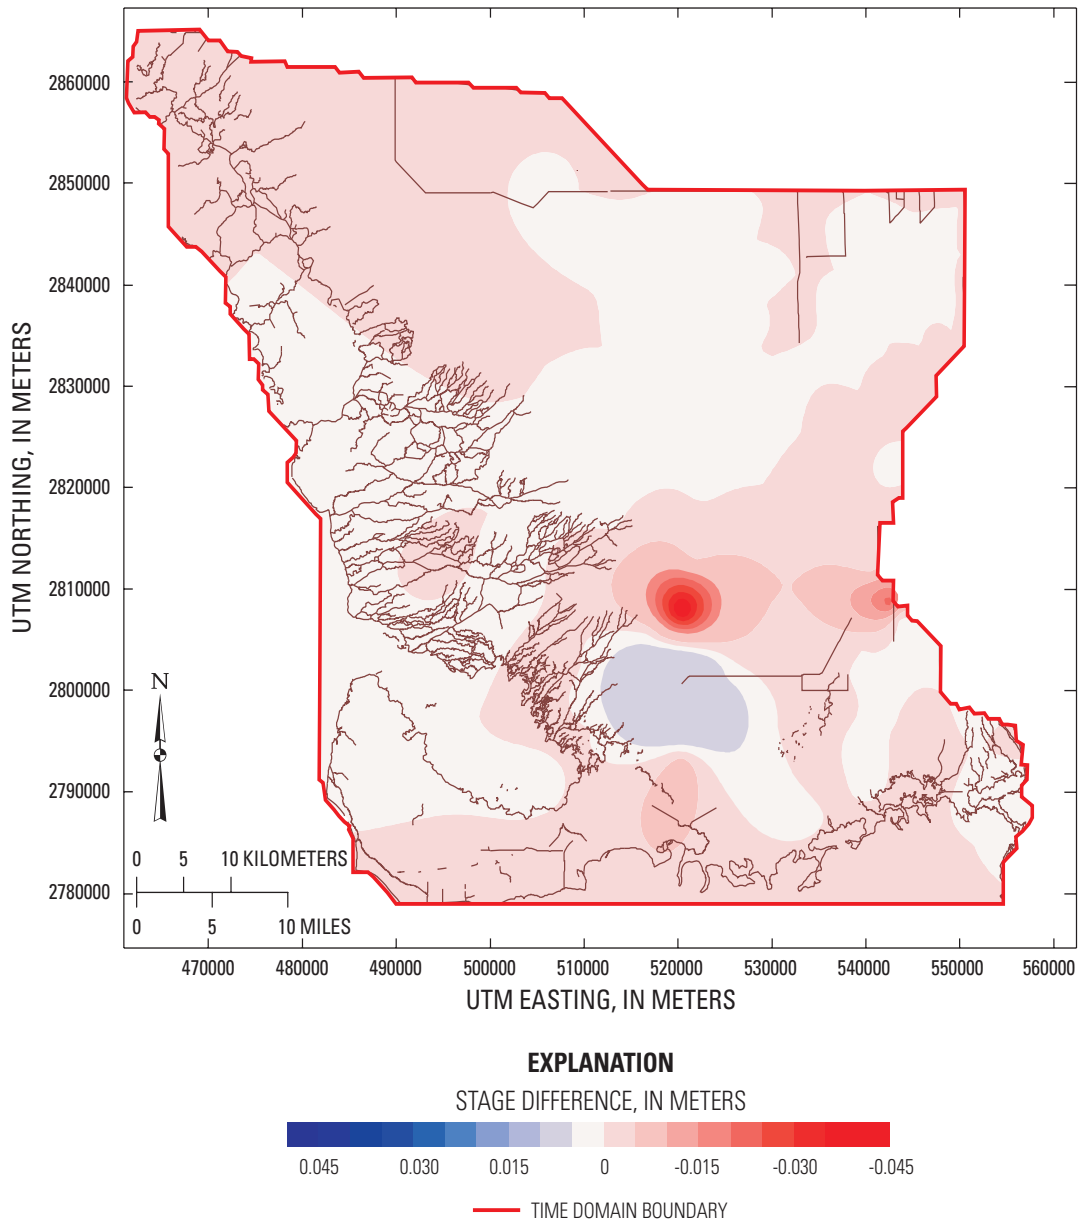 2860000
2850000
2840000
2830000
2820000
2810000
2800000
2790000
2780000
UTM NORTHING, IN METERS
N
0 5 10 KILOMETERS
0 5 10 MILES
470000 480000 490000 500000 510000 520000 530000 540000 550000 560000
UTM EASTING, IN METERS
EXPLANATION
STAGE DIFFERENCE, IN METERS
0.045 0.030 0.015 0 -0.015 -0.030 -0.045
TIME DOMAIN BOUNDARY